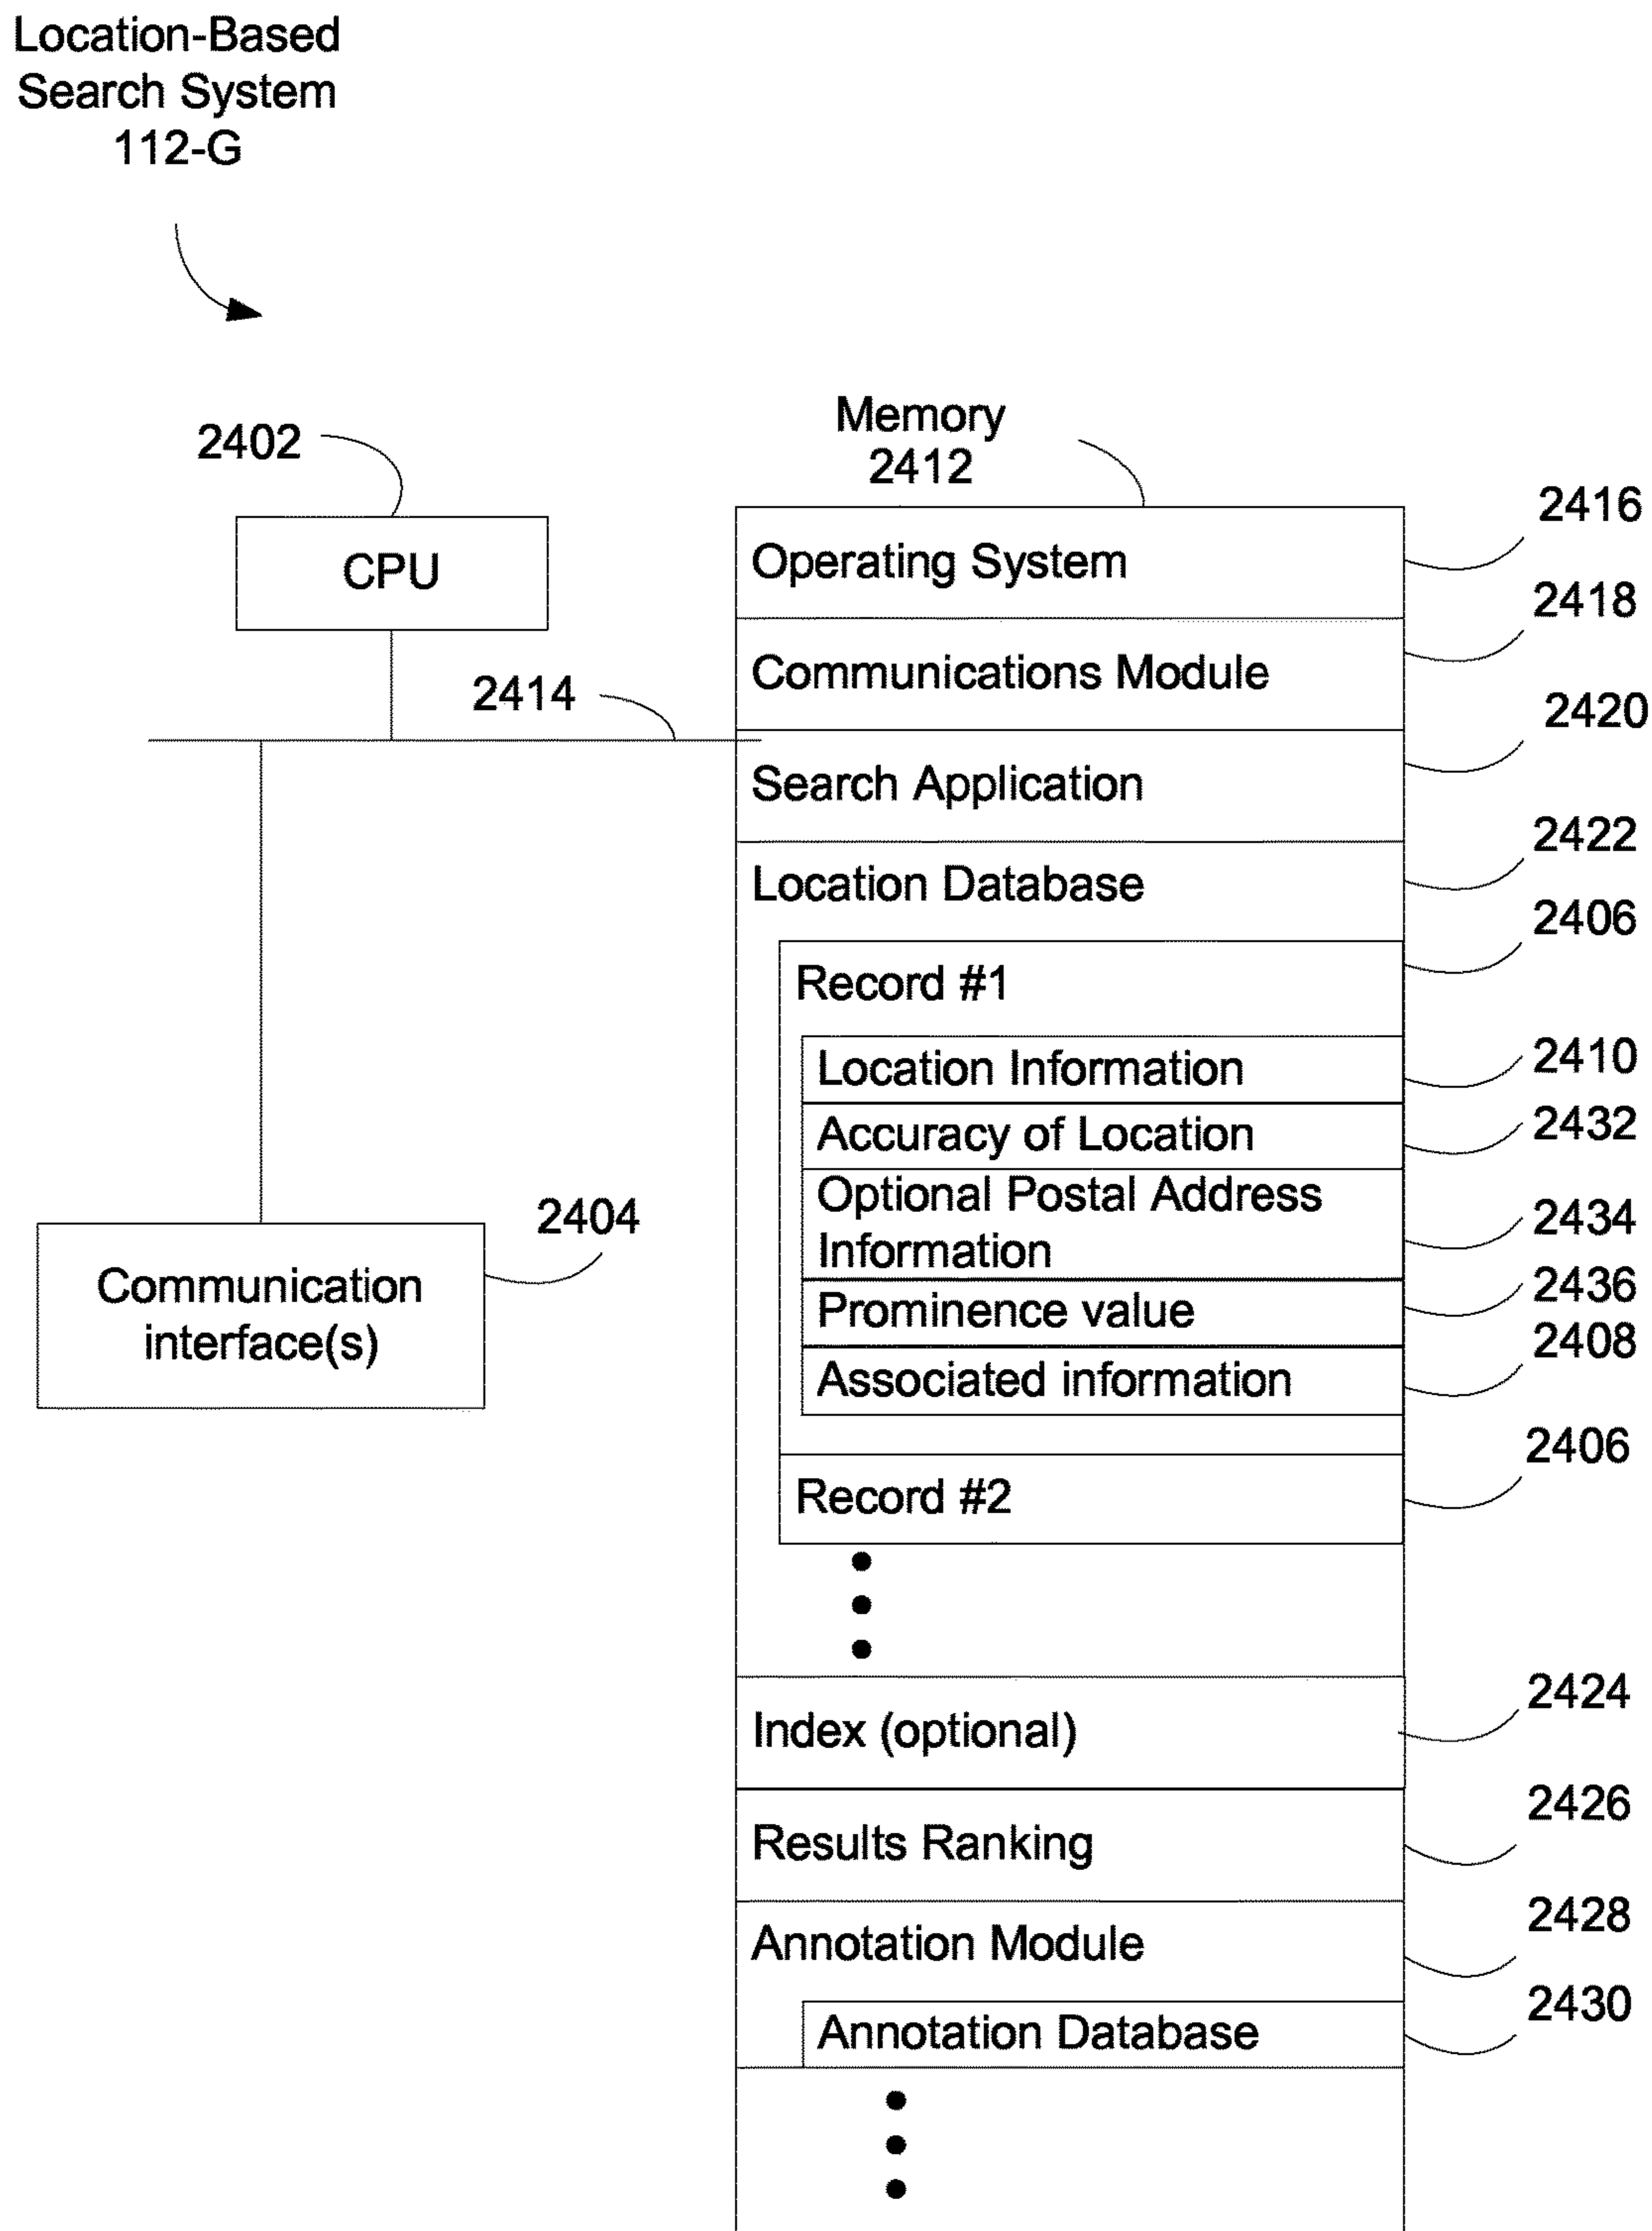 Location-Based
Search System
112-G
Memory
2412
2402
2416
CPU
Operating System
2418
Communications Module
2414
2420
Search Application
2422
Location Database
2406
Record #1
2410
Location Information
2432
Accuracy of Location
Optional Postal Address
Information
2434
2404
Communication
interface(s)
2436
Prominence value
2408
Associated information
2406
Record #2
2424
Index (optional)
2426
Results Ranking
2428
Annotation Module
2430
Annotation Database